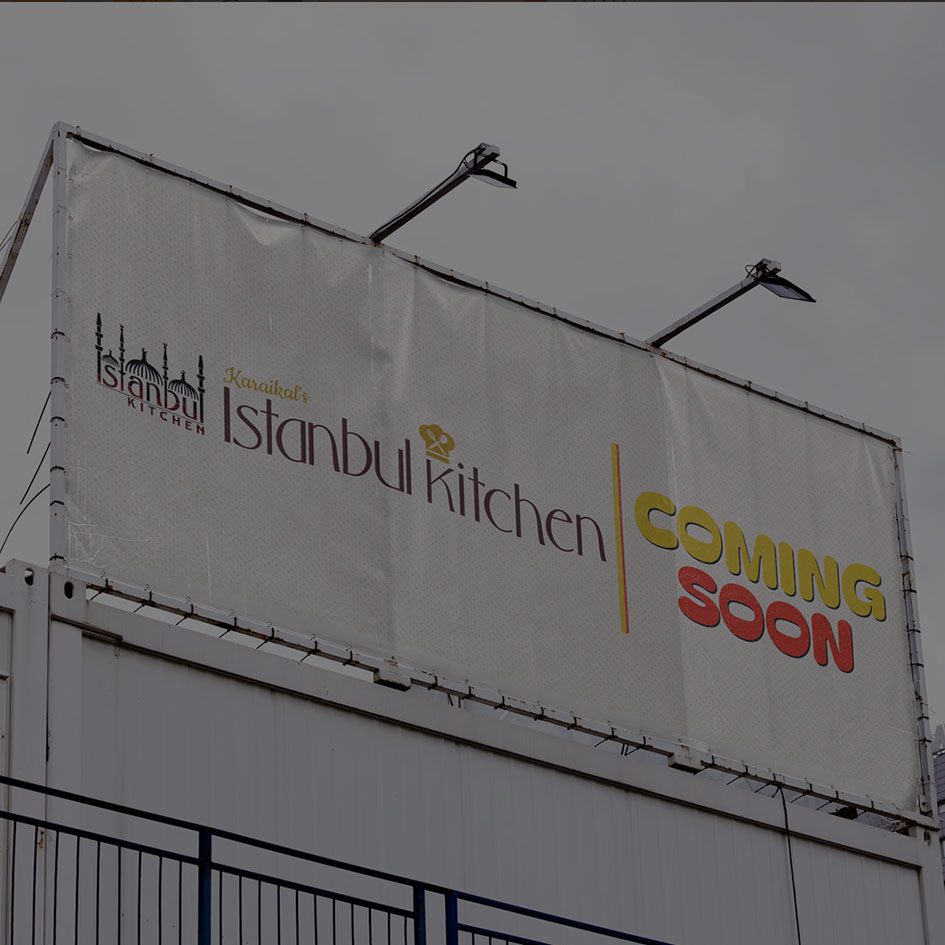 Istanbul
KITCHEN
Karaikal's
Istanbul Kitchen
COMING
SOON